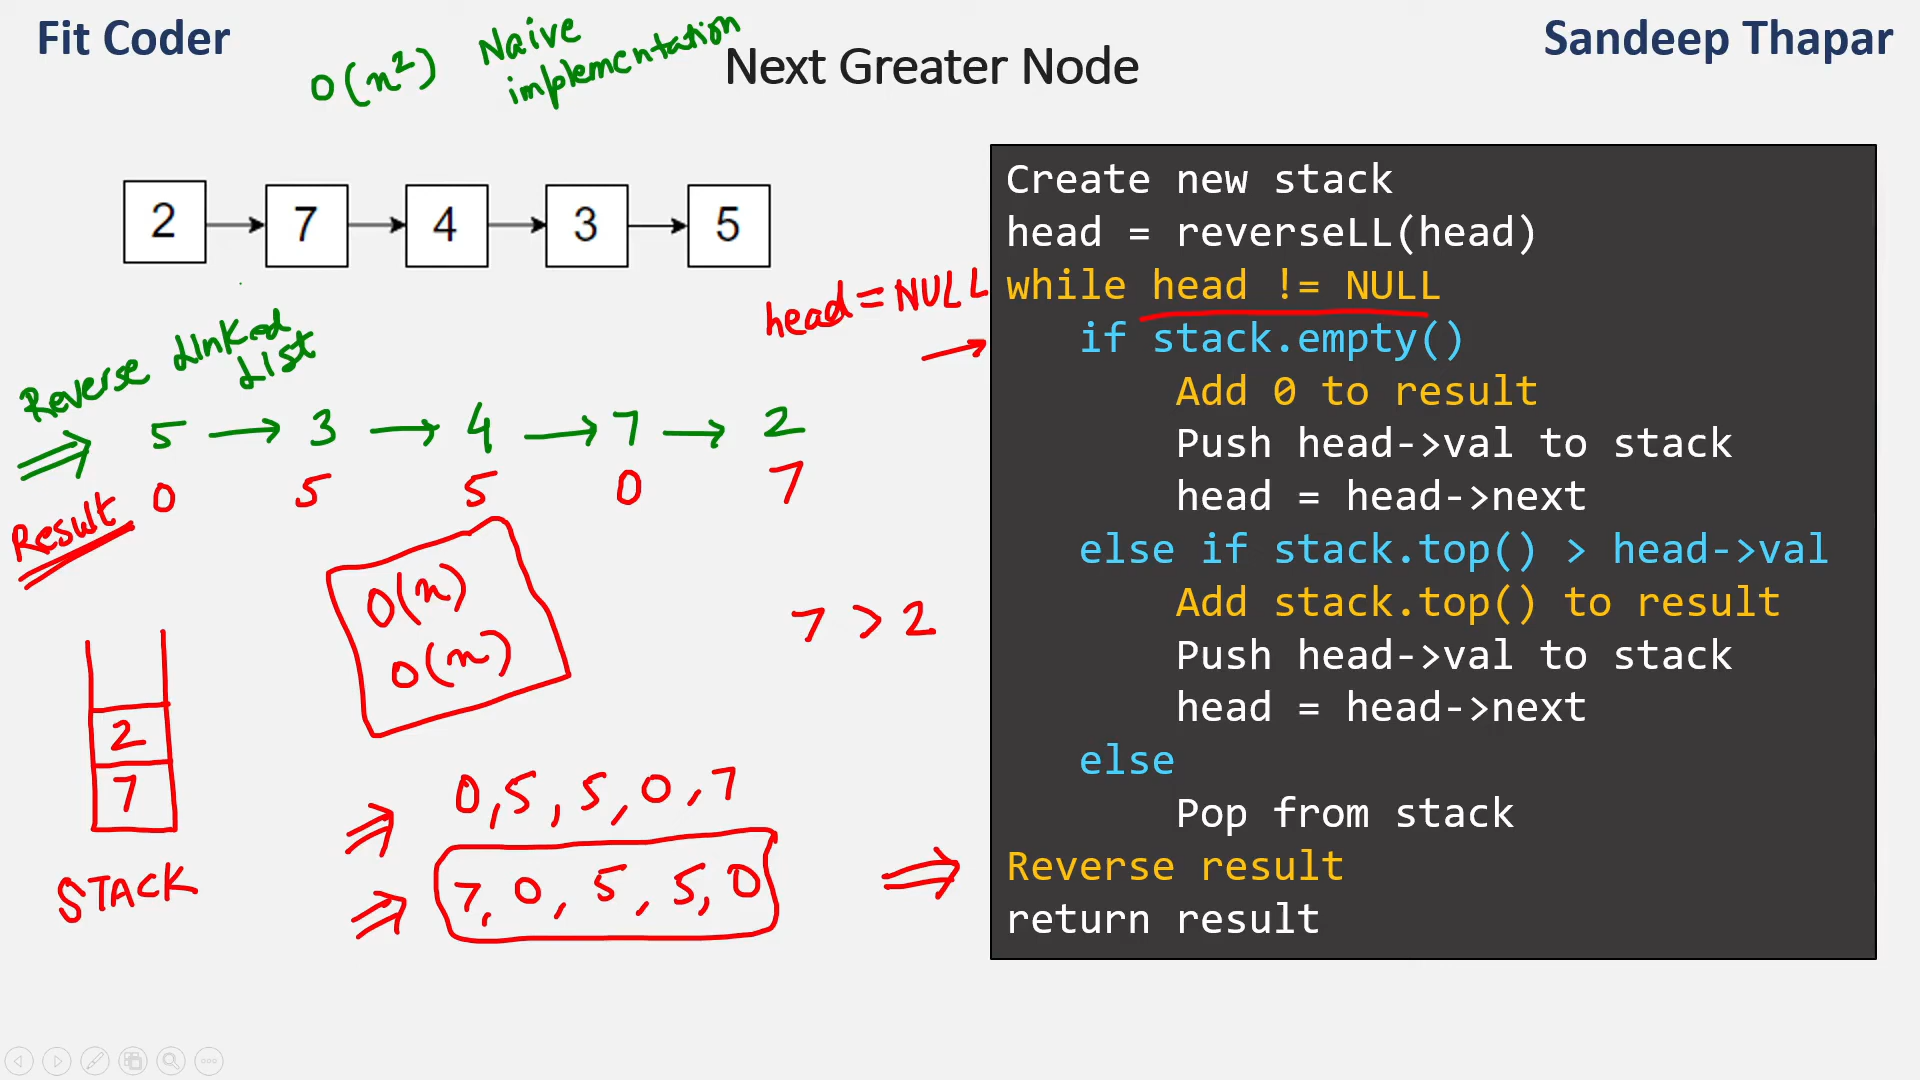 Fit Coder
O(n²) Naive implementation
Next Greater Node
Sandeep Thapar
2 7 4 3 5
head = NULL
Reverse Linked List
5 3 4 7 2
Result 0 5 5 0 7
O(n)
O(n)
7 > 2
2
7
STACK
0, 5, 5, 0, 7
7, 0, 5, 5, 0
Create new stack
head = reverseLL(head)
while head != NULL
if stack.empty()
Add 0 to result
Push head->val to stack
head = head->next
else if stack.top() > head->val
Add stack.top() to result
Push head->val to stack
head = head->next
else
Pop from stack
Reverse result
return result